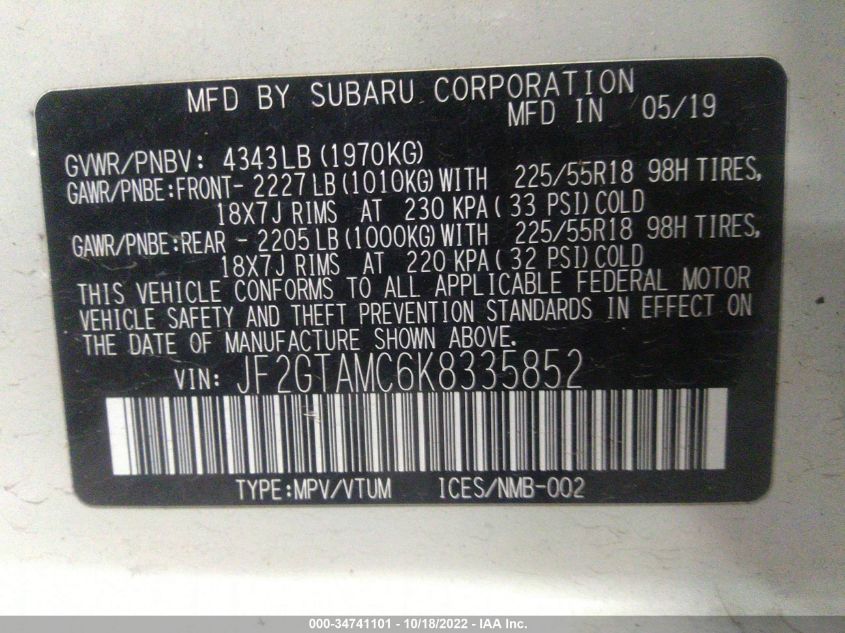 MFD BY SUBARU CORPORATION
MFD IN 05/19
GVWR/PNBV: 4343LB (1970KG)
GAWR/PNBE:FRONT- 2227LB (1010KG) WITH 225/55R18 98H TIRES,
18X7J RIMS AT 230 KPA (33 PSI) COLD
GAWR/PNBE:REAR - 2205LB (1000KG) WITH 225/55R18 98H TIRES,
18X7J RIMS AT 220 KPA (32 PSI) COLD
THIS VEHICLE CONFORMS TO ALL APPLICABLE FEDERAL MOTOR
VEHICLE SAFETY AND THEFT PREVENTION STANDARDS IN EFFECT ON
THE DATE OF MANUFACTURE SHOWN ABOVE.
VIN: JF2GTAMC6K8335852
TYPE:MPV/VTUM ICES/NMB-002
000-34741101 - 10/18/2022 - IAA, Inc.